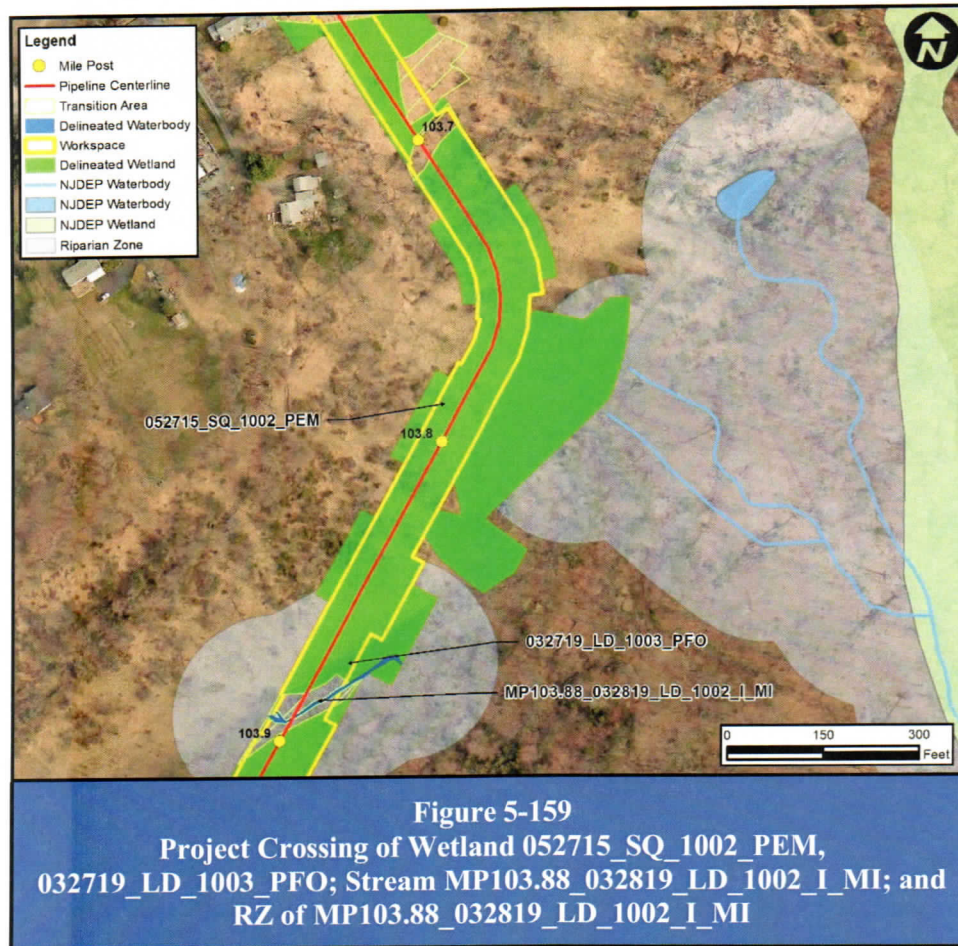 Legend
Mile Post
Pipeline Centerline
Transition Area
Delineated Waterbody
Workspace
Delineated Wetland
NJDEP Waterbody
NJDEP Waterbody
NJDEP Wetland
Riparian Zone
N
103.7
052715_SQ_1002_PEM
103.8
032719_LD_1003_PFO
MP103.88_032819_LD_1002_I_MI
103.9
0 150 300
Feet
Figure 5-159
Project Crossing of Wetland 052715_SQ_1002_PEM,
032719_LD_1003_PFO; Stream MP103.88_032819_LD_1002_I_MI; and
RZ of MP103.88_032819_LD_1002_I_MI